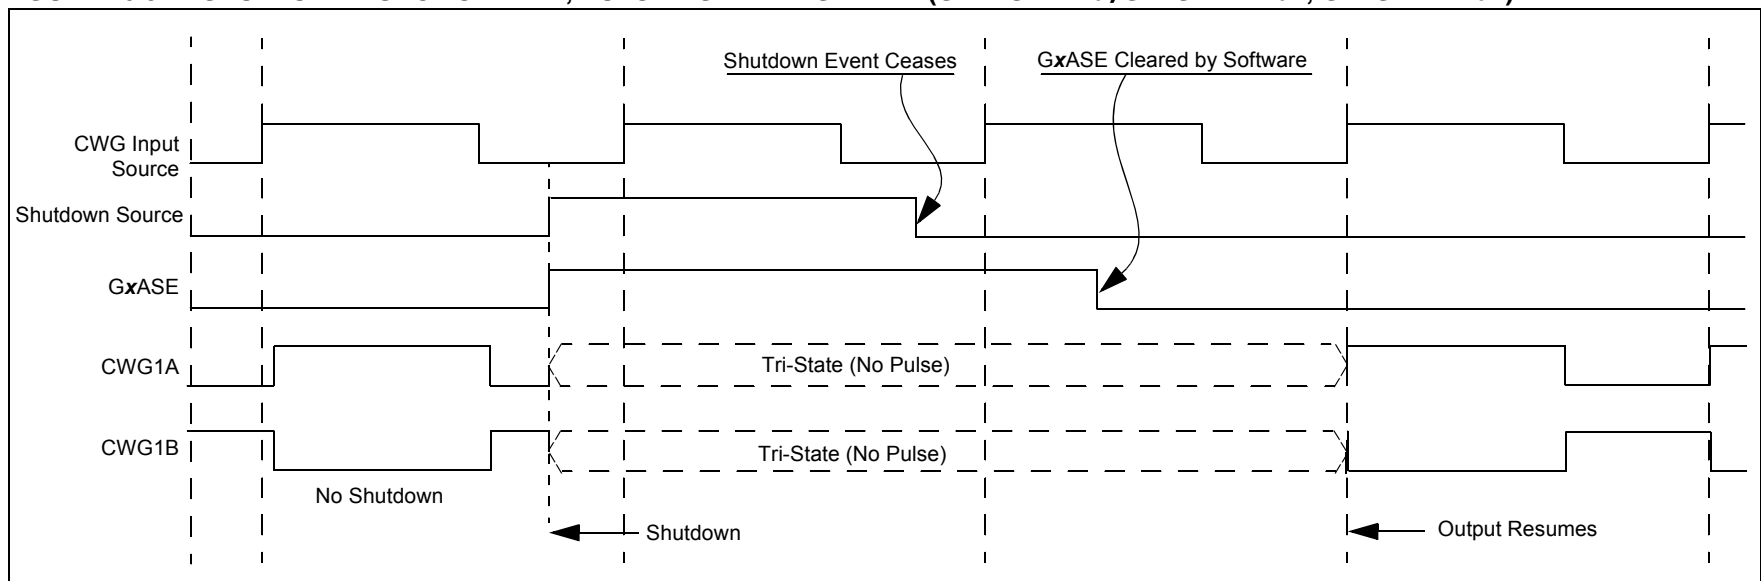 Shutdown Event Ceases
GxASE Cleared by Software
CWG Input
Source
Shutdown Source
GxASE
CWG1A
Tri-State (No Pulse)
CWG1B
Tri-State (No Pulse)
No Shutdown
Shutdown
Output Resumes